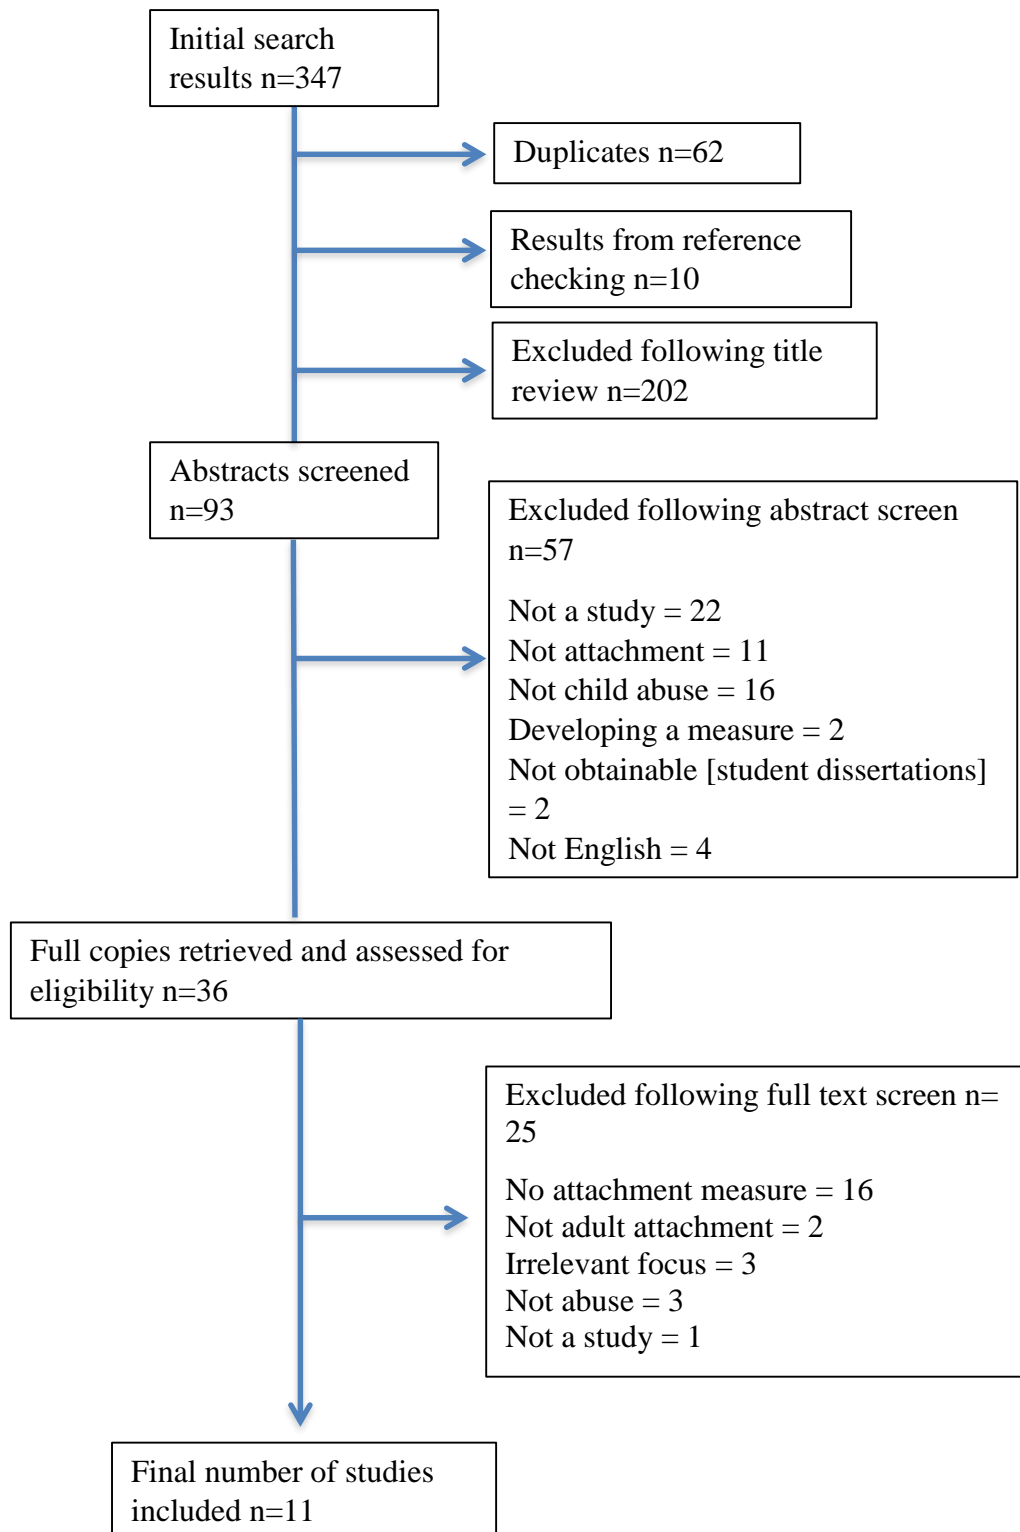 Initial search
results n=347
Duplicates n=62
Results from reference
checking n=10
Excluded following title
review n=202
Abstracts screened
n=93
Excluded following abstract screen
n=57
Not a study = 22
Not attachment = 11
Not child abuse = 16
Developing a measure = 2
Not obtainable [student dissertations]
= 2
Not English = 4
Full copies retrieved and assessed for
eligibility n=36
Excluded following full text screen n=
25
No attachment measure = 16
Not adult attachment = 2
Irrelevant focus = 3
Not abuse = 3
Not a study = 1
Final number of studies
included n=11